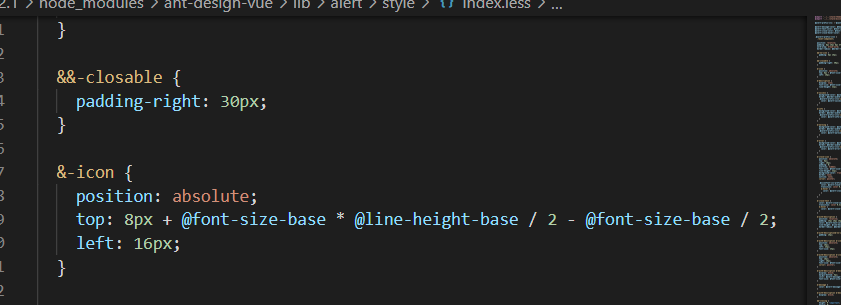 2.1 > node_modules > ant-design-vue > lib > alert > style > {} index.less > ...
1 }
2
3 &&-closable {
4 padding-right: 30px;
5 }
6
7 &-icon {
8 position: absolute;
9 top: 8px + @font-size-base * @line-height-base / 2 - @font-size-base / 2;
0 left: 16px;
1 }
2